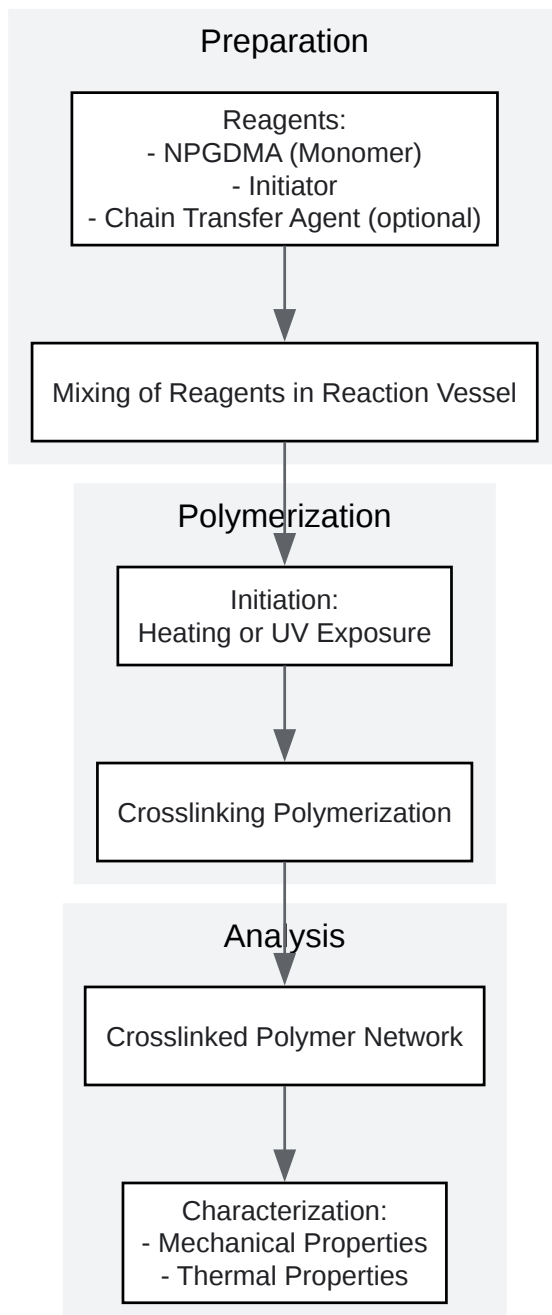 Preparation
Reagents:
- NPGDMA (Monomer)
- Initiator
- Chain Transfer Agent (optional)
Mixing of Reagents in Reaction Vessel
Polymerization
Initiation:
Heating or UV Exposure
Crosslinking Polymerization
Analysis
Crosslinked Polymer Network
Characterization:
- Mechanical Properties
- Thermal Properties